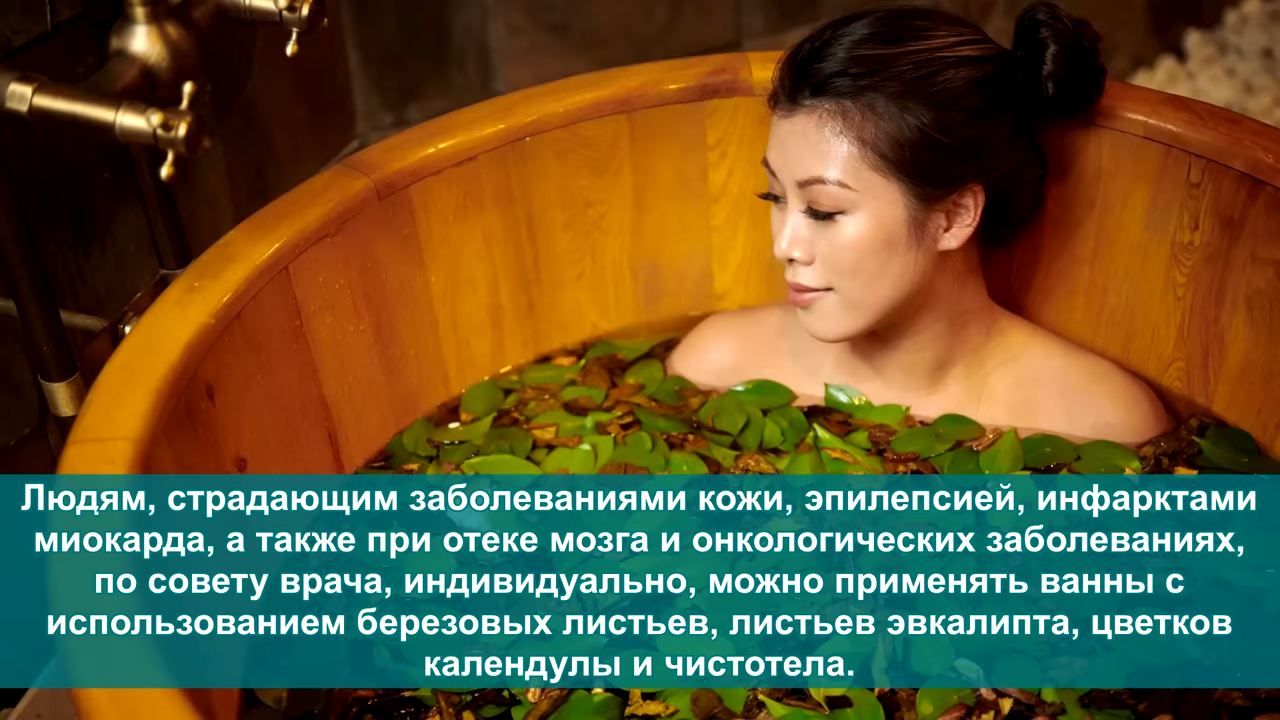 Людям, страдающим заболеваниями кожи, эпилепсией, инфарктами
миокарда, а также при отеке мозга и онкологических заболеваниях,
по совету врача, индивидуально, можно применять ванны с
использованием березовых листьев, листьев эвкалипта, цветков
календулы и чистотела.